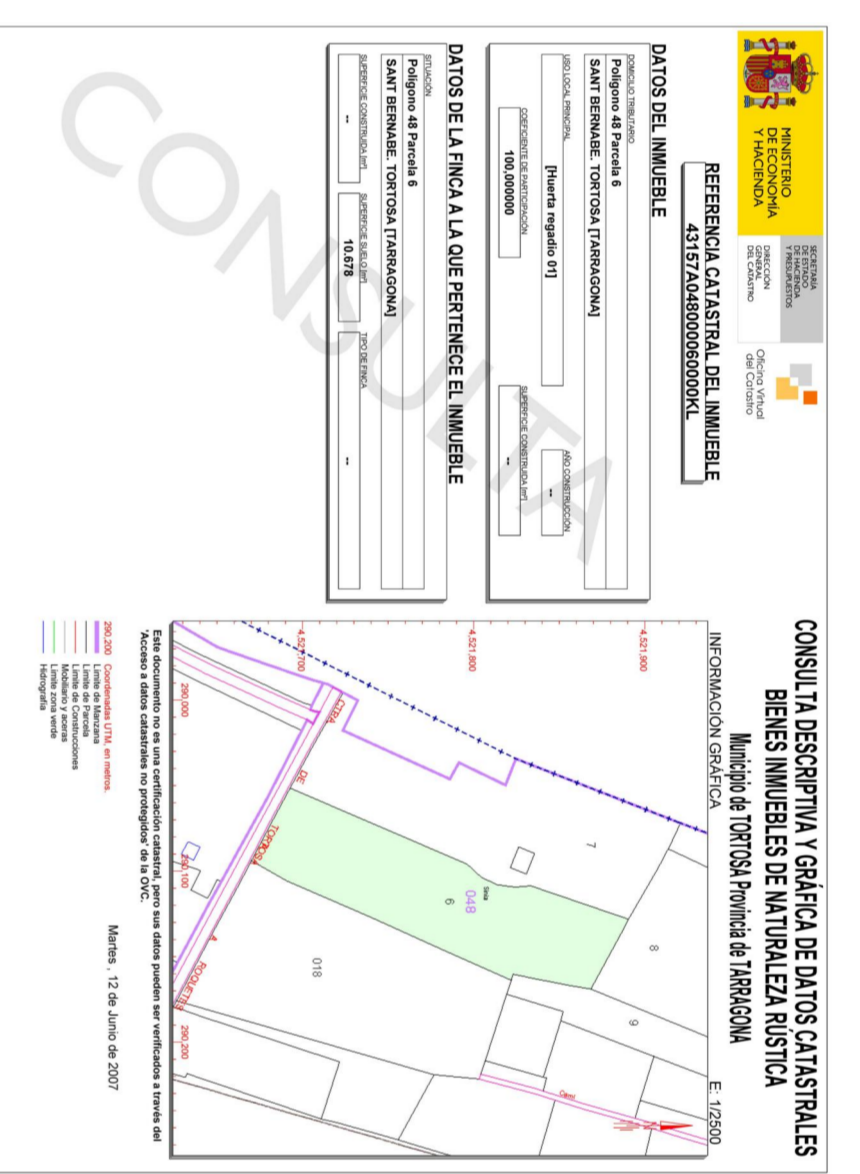 MINISTERIO
DE ECONOMÍA
Y HACIENDA
SECRETARÍA
DE ESTADO
DE HACIENDA
Y PRESUPUESTOS
DIRECCIÓN
GENERAL
DEL CATASTRO
Oficina Virtual
del Catastro
REFERENCIA CATASTRAL DEL INMUEBLE
43157A048000060000KL
DATOS DEL INMUEBLE
DOMICILIO TRIBUTARIO
Polígono 48 Parcela 6
SANT BERNABE. TORTOSA [TARRAGONA]
USO LOCAL PRINCIPAL
[Huerta regadio 01]
AÑO CONSTRUCCIÓN
--
COEFICIENTE DE PARTICIPACIÓN
100,000000
SUPERFICIE CONSTRUIDA [m²]
--
DATOS DE LA FINCA A LA QUE PERTENECE EL INMUEBLE
SITUACIÓN
Polígono 48 Parcela 6
SANT BERNABE. TORTOSA [TARRAGONA]
SUPERFICIE CONSTRUIDA [m²]
--
SUPERFICIE SUELO [m²]
10.678
TIPO DE FINCA
--
CONSULTA
CONSULTA DESCRIPTIVA Y GRÁFICA DE DATOS CATASTRALES
BIENES INMUEBLES DE NATURALEZA RÚSTICA
Municipio de TORTOSA Provincia de TARRAGONA
INFORMACIÓN GRÁFICA
E: 1/2500
4,521,900
4,521,800
4,521,700
7
8
9
Sinia
048
6
018
Camí
CTRA
DE
TORTOSA
A
ROQUETES
290,000
290,100
290,200
Este documento no es una certificación catastral, pero sus datos pueden ser verificados a través del
'Acceso a datos catastrales no protegidos' de la OVC.
290,200 Coordenadas UTM, en metros.
Límite de Manzana
Límite de Parcela
Límite de Construcciones
Mobiliario y aceras
Límite zona verde
Hidrografía
Martes , 12 de Junio de 2007